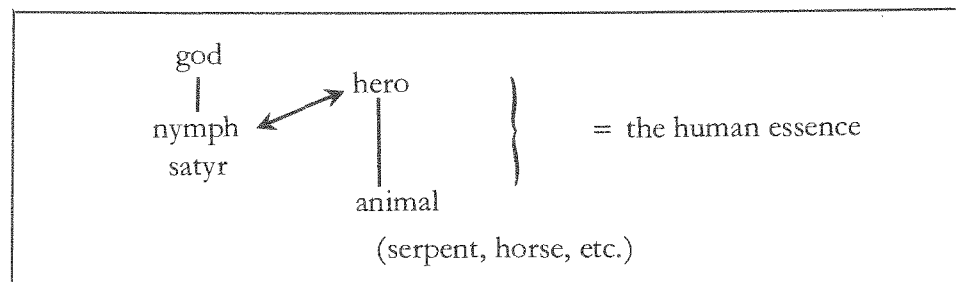 god
hero
nymph
satyr
= the human essence
animal
(serpent, horse, etc.)